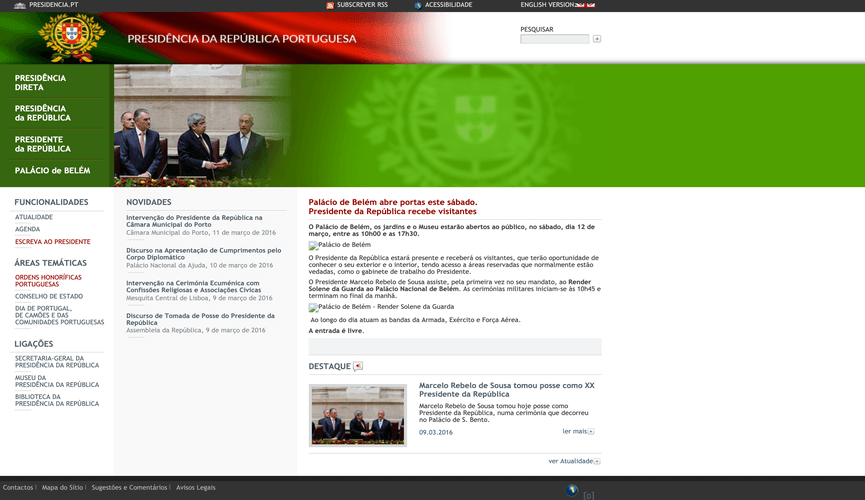 PRESIDENCIA.PT
SUBSCREVER RSS
ACESSIBILIDADE
ENGLISH VERSION
PRESIDÊNCIA DA REPÚBLICA PORTUGUESA
PESQUISAR
PRESIDÊNCIA
DIRETA
PRESIDÊNCIA
da REPÚBLICA
PRESIDENTE
da REPÚBLICA
PALÁCIO de BELÉM
FUNCIONALIDADES
ATUALIDADE
AGENDA
ESCREVA AO PRESIDENTE
ÁREAS TEMÁTICAS
ORDENS HONORÍFICAS
PORTUGUESAS
CONSELHO DE ESTADO
DIA DE PORTUGAL,
DE CAMÕES E DAS
COMUNIDADES PORTUGUESAS
LIGAÇÕES
SECRETARIA-GERAL DA
PRESIDÊNCIA DA REPÚBLICA
MUSEU DA
PRESIDÊNCIA DA REPÚBLICA
BIBLIOTECA DA
PRESIDÊNCIA DA REPÚBLICA
NOVIDADES
Intervenção do Presidente da República na
Câmara Municipal do Porto
Câmara Municipal do Porto, 11 de março de 2016
Discurso na Apresentação de Cumprimentos pelo
Corpo Diplomático
Palácio Nacional da Ajuda, 10 de março de 2016
Intervenção na Cerimónia Ecuménica com
Confissões Religiosas e Associações Cívicas
Mesquita Central de Lisboa, 9 de março de 2016
Discurso de Tomada de Posse do Presidente da
República
Assembleia da República, 9 de março de 2016
Palácio de Belém abre portas este sábado.
Presidente da República recebe visitantes
O Palácio de Belém, os jardins e o Museu estarão abertos ao público, no sábado, dia 12 de
março, entre as 10h00 e as 17h30.
Palácio de Belém
O Presidente da República estará presente e receberá os visitantes, que terão oportunidade de
conhecer o seu exterior e o interior, tendo acesso a áreas reservadas que normalmente estão
vedadas, como o gabinete de trabalho do Presidente.
O Presidente Marcelo Rebelo de Sousa assiste, pela primeira vez no seu mandato, ao Render
Solene da Guarda ao Palácio Nacional de Belém. As cerimónias militares iniciam-se às 10h45 e
terminam no final da manhã.
Palácio de Belém - Render Solene da Guarda
Ao longo do dia atuam as bandas da Armada, Exército e Força Aérea.
A entrada é livre.
DESTAQUE
Marcelo Rebelo de Sousa tomou posse como XX
Presidente da República
Marcelo Rebelo de Sousa tomou hoje posse como
Presidente da República, numa cerimónia que decorreu
no Palácio de S. Bento.
09.03.2016
ler mais
ver Atualidade
Contactos | Mapa do Sítio | Sugestões e Comentários | Avisos Legais
[D]